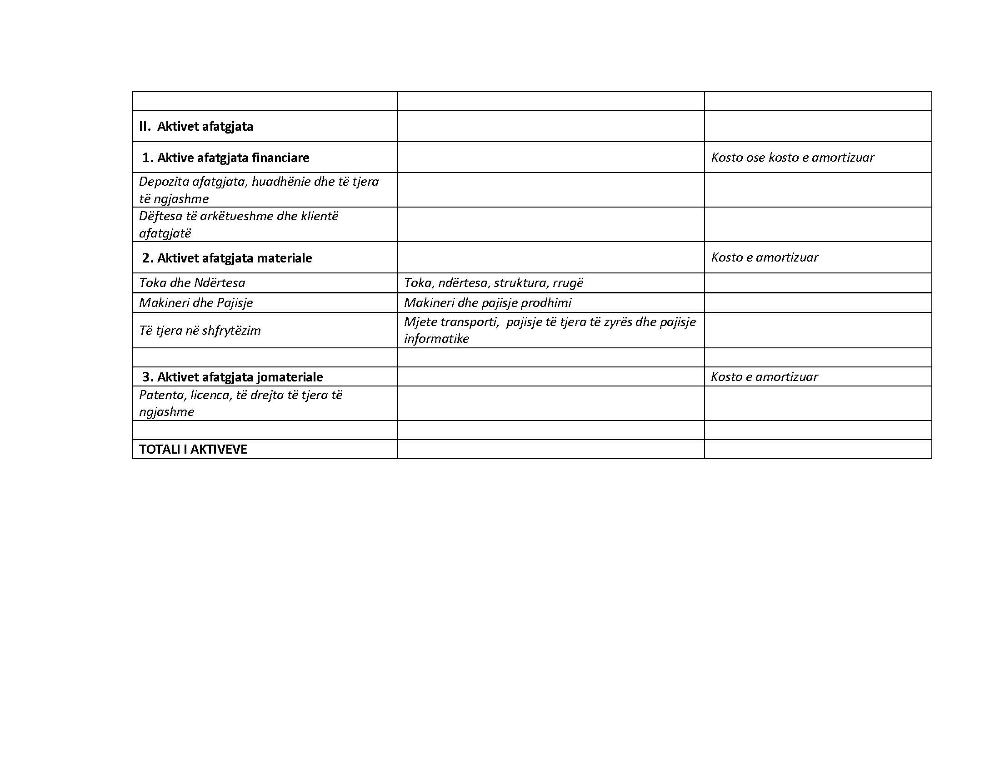 II. Aktivet afatgjata
1. Aktive afatgjata financiare
Kosto ose kosto e amortizuar
Depozita afatgjata, huadhënie dhe të tjera
të ngjashme
Dëftesa të arkëtueshme dhe klientë
afatgjatë
2. Aktivet afatgjata materiale
Kosto e amortizuar
Toka dhe Ndërtesa
Toka, ndërtesa, struktura, rrugë
Makineri dhe Pajisje
Makineri dhe pajisje prodhimi
Të tjera në shfrytëzim
Mjete transporti, pajisje të tjera të zyrës dhe pajisje
informatike
3. Aktivet afatgjata jomateriale
Kosto e amortizuar
Patenta, licenca, të drejta të tjera të
ngjashme
TOTALI I AKTIVEVE